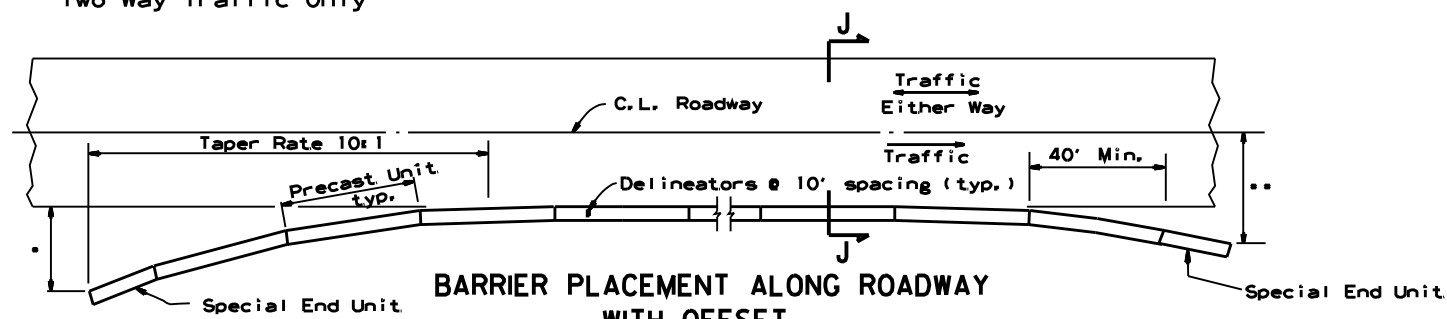 Two Way Traffic Only
J
Traffic
Either Way
C.L. Roadway
Taper Rate 10:1
Traffic
40' Min.
Precast Unit
typ.
Delineators @ 10' spacing (typ.)
**
*
J
BARRIER PLACEMENT ALONG ROADWAY
WITH OFFSET
Special End Unit
Special End Unit